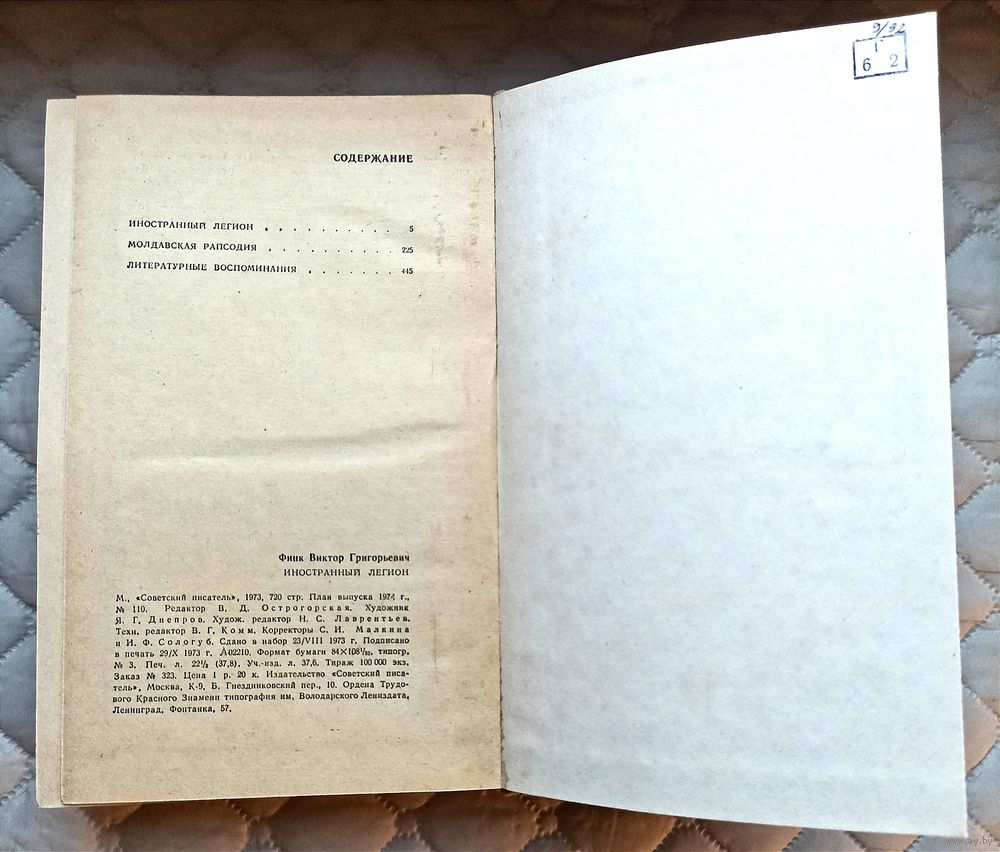 СОДЕРЖАНИЕ
ИНОСТРАННЫЙ ЛЕГИОН . . . . . . . . . . 5
МОЛДАВСКАЯ РАПСОДИЯ . . . . . . . . . . 225
ЛИТЕРАТУРНЫЕ ВОСПОМИНАНИЯ . . . . . . . 445
Финк Виктор Григорьевич
ИНОСТРАННЫЙ ЛЕГИОН
М., «Советский писатель», 1973, 720 стр. План выпуска 1974 г.,
№ 110. Редактор В. Д. Острогорская. Художник
Я. Г. Днепров. Худож. редактор Н. С. Лаврентьев.
Техн. редактор В. Г. Комм. Корректоры С. И. Малкина
и И. Ф. Сологуб. Сдано в набор 23/VIII 1973 г. Подписано
в печать 29/X 1973 г. А02210. Формат бумаги 84×108¹/₃₂, типогр.
№ 3. Печ. л. 22¹/₂ (37,8). Уч.-изд. л. 37,6. Тираж 100 000 экз.
Заказ № 323. Цена 1 р. 20 к. Издательство «Советский писа-
тель», Москва, К-9, Б. Гнездниковский пер., 10. Ордена Трудо-
вого Красного Знамени типография им. Володарского Лениздата,
Ленинград, Фонтанка, 57.
9/92
6 2
www.ay.by